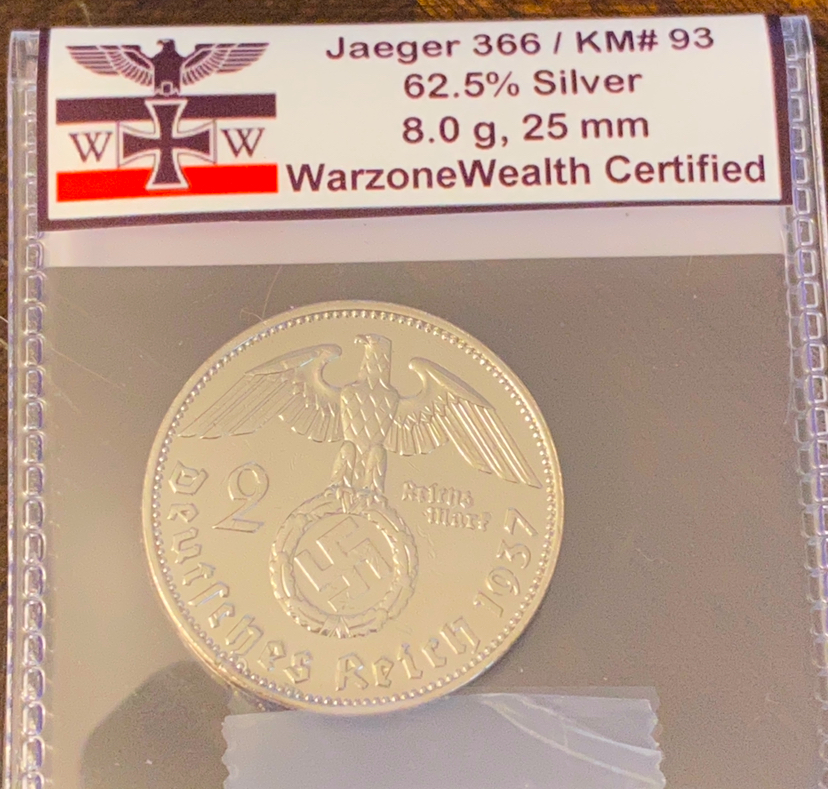 Jaeger 366 / KM# 93
62.5% Silver
8.0 g, 25 mm
WarzoneWealth Certified
W W
2
Reichs
mark
Deutsches Reich 1937